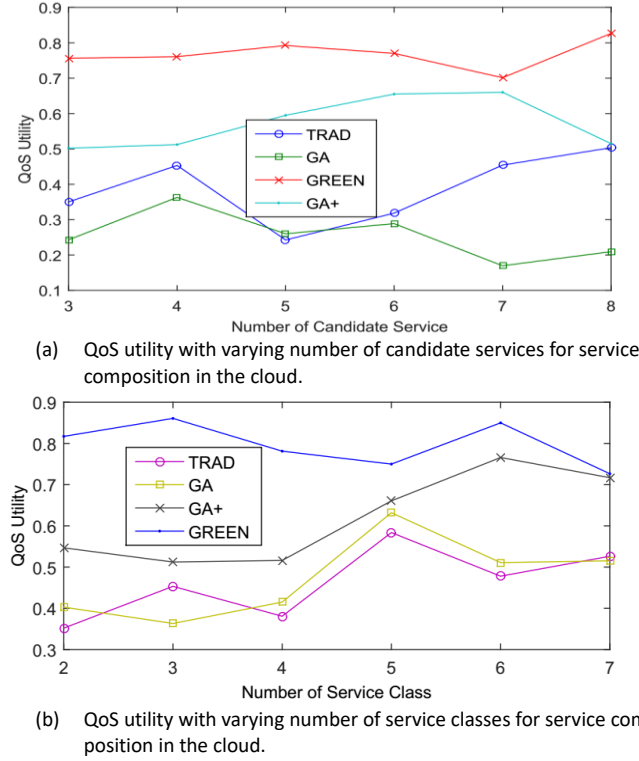 0.9
0.8
0.7
0.6
0.5
0.4
0.3
0.2
0.1
QoS Utility
TRAD
GA
GREEN
GA+
3 4 5 6 7 8
Number of Candidate Service
(a) QoS utility with varying number of candidate services for service
composition in the cloud.
0.9
0.8
0.7
0.6
0.5
0.4
0.3
QoS Utility
TRAD
GA
GA+
GREEN
2 3 4 5 6 7
Number of Service Class
(b) QoS utility with varying number of service classes for service com
position in the cloud.